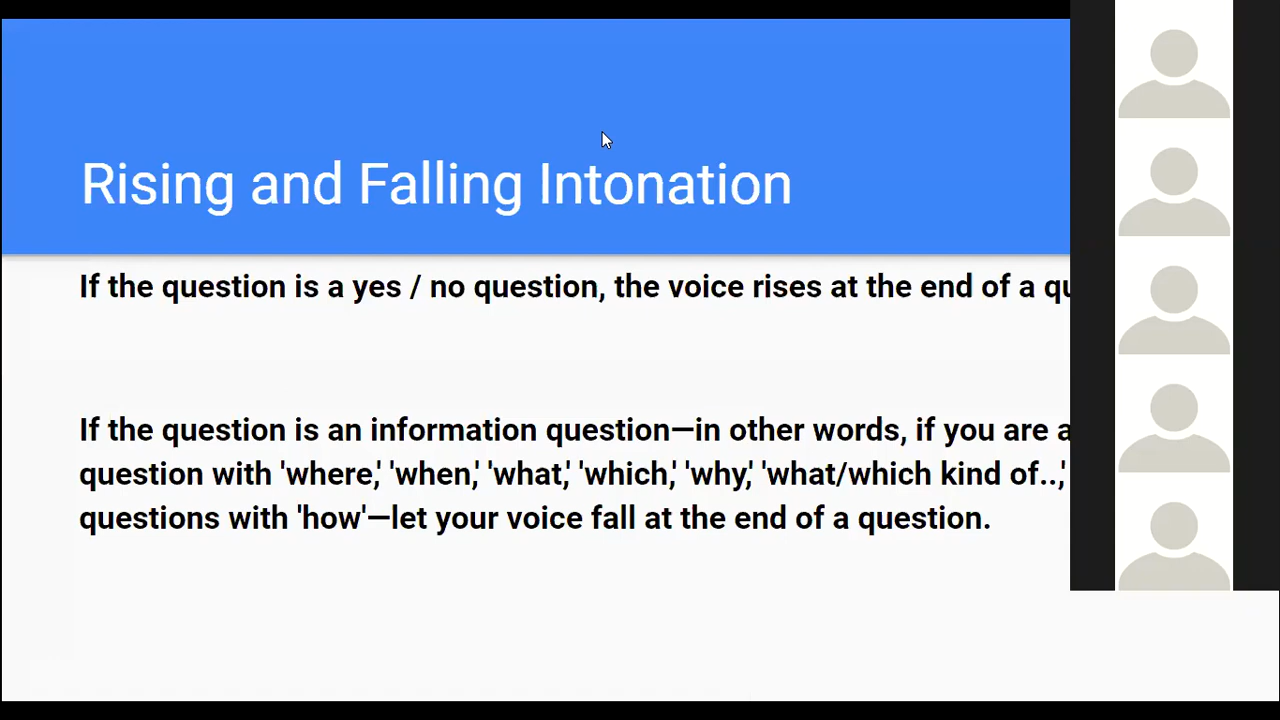 Rising and Falling Intonation
If the question is a yes / no question, the voice rises at the end of a
If the question is an information question—in other words, if you are
question with 'where,' 'when,' 'what,' 'which,' 'why,' 'what/which kind of..,'
questions with 'how'—let your voice fall at the end of a question.